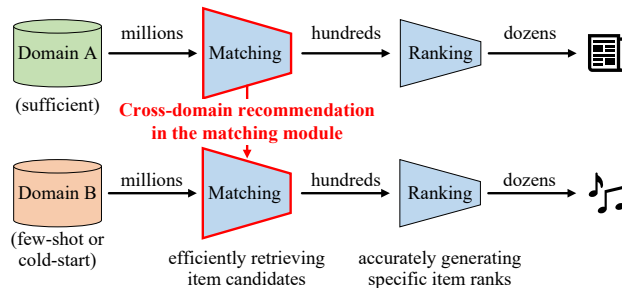 millions
hundreds
dozens
Domain A
Matching
Ranking
(sufficient)
Cross-domain recommendation
in the matching module
millions
hundreds
dozens
Domain B
Matching
Ranking
(few-shot or
cold-start)
efficiently retrieving
item candidates
accurately generating
specific item ranks